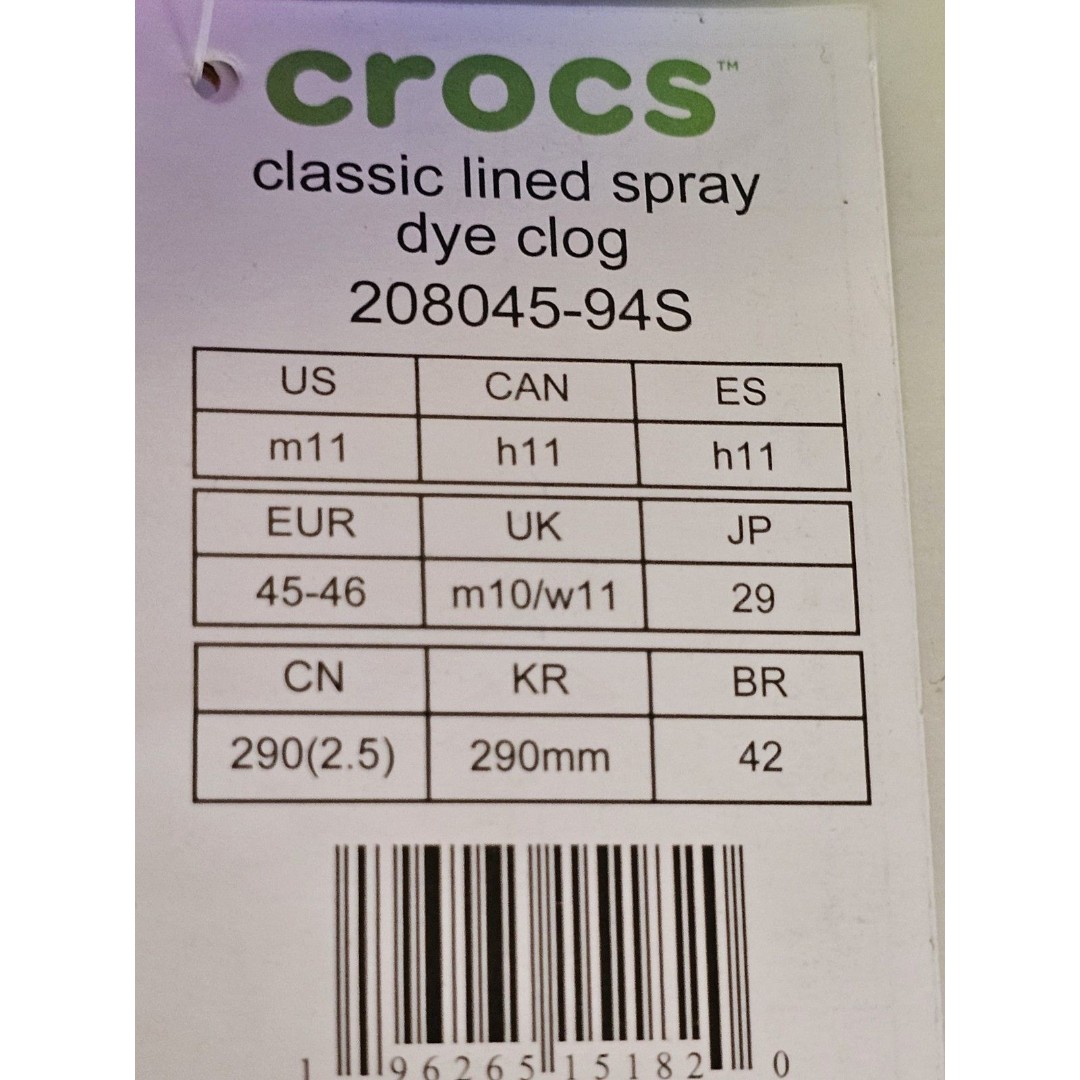 crocs™
classic lined spray
dye clog
208045-94S
US CAN ES
m11 h11 h11
EUR UK JP
45-46 m10/w11 29
CN KR BR
290(2.5) 290mm 42
1 96265 15182 0